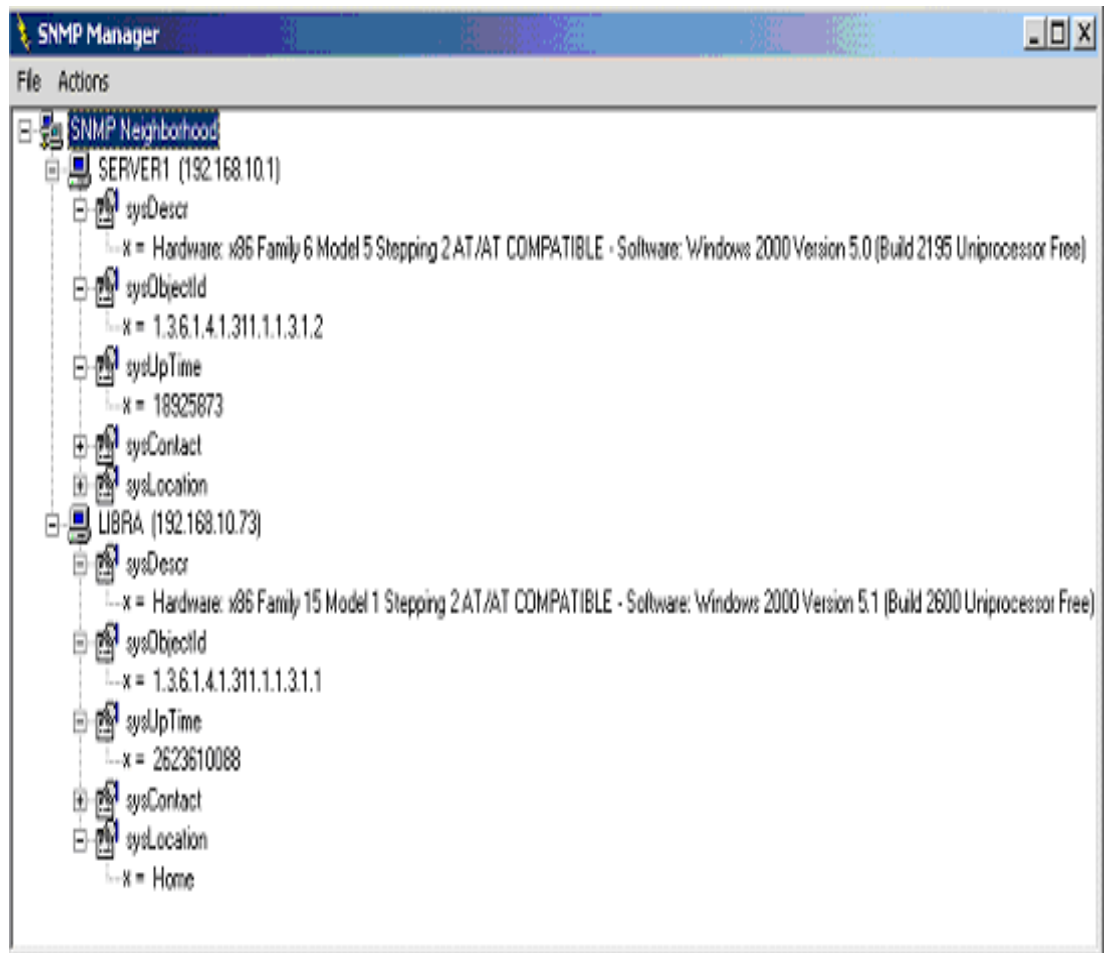 SNMP Manager
File Actions
SNMP Neighborhood
SERVER1 (192.168.10.1)
sysDescr
x = Hardware: x86 Family 6 Model 5 Stepping 2 AT/AT COMPATIBLE - Software: Windows 2000 Version 5.0 (Build 2195 Uniprocessor Free)
sysObjectId
x = 1.3.6.1.4.1.311.1.1.3.1.2
sysUpTime
x = 18925873
sysContact
sysLocation
LIBRA (192.168.10.73)
sysDescr
x = Hardware: x86 Family 15 Model 1 Stepping 2 AT/AT COMPATIBLE - Software: Windows 2000 Version 5.1 (Build 2600 Uniprocessor Free)
sysObjectId
x = 1.3.6.1.4.1.311.1.1.3.1.1
sysUpTime
x = 2623610088
sysContact
sysLocation
x = Home